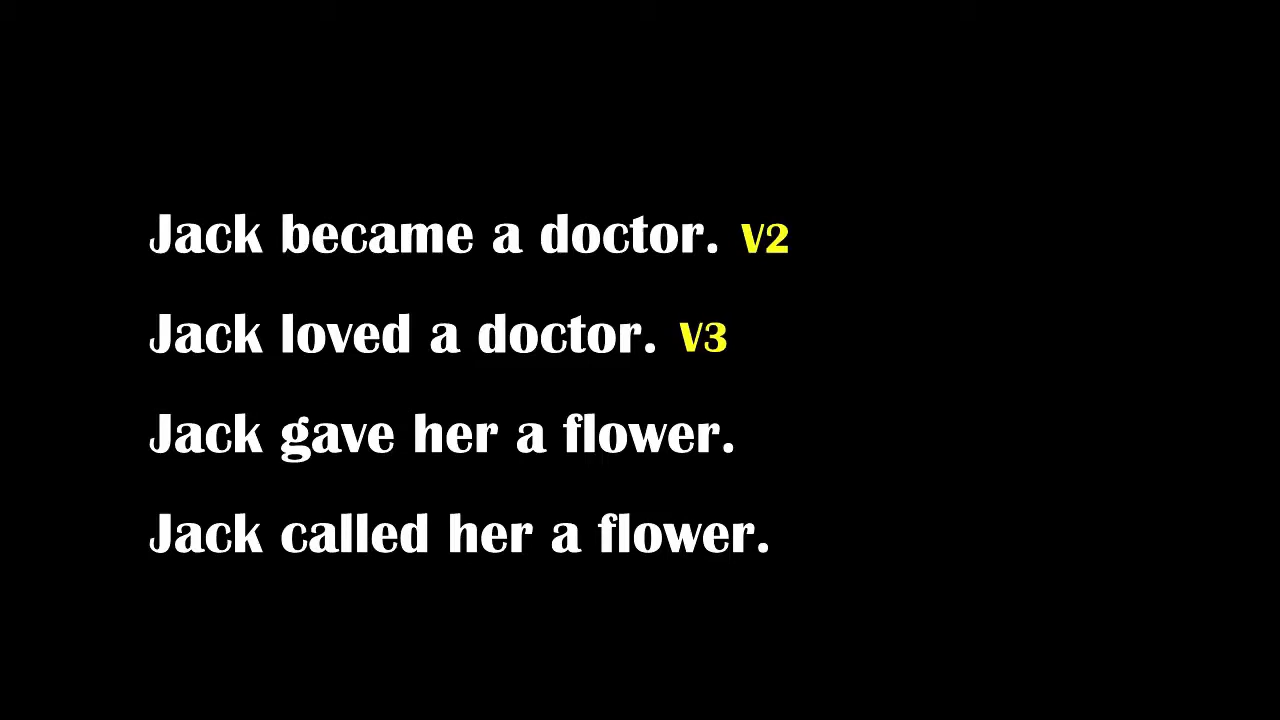 Jack became a doctor. V2
Jack loved a doctor. V3
Jack gave her a flower.
Jack called her a flower.